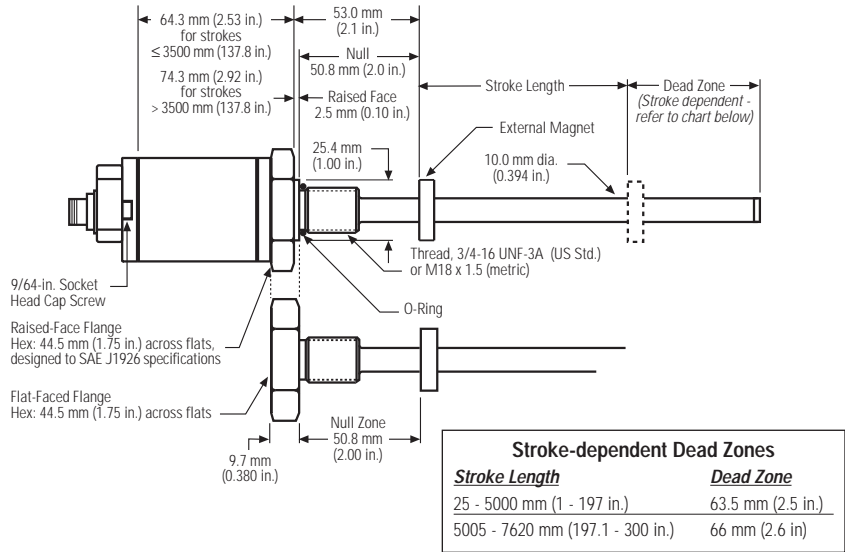 64.3 mm (2.53 in.)
for strokes
≤ 3500 mm (137.8 in.)
74.3 mm (2.92 in.)
for strokes
> 3500 mm (137.8 in.)
53.0 mm
(2.1 in.)
Null
50.8 mm (2.0 in.)
Raised Face
2.5 mm (0.10 in.)
Stroke Length
Dead Zone
(Stroke dependent -
refer to chart below)
External Magnet
25.4 mm
(1.00 in.)
10.0 mm dia.
(0.394 in.)
Thread, 3/4-16 UNF-3A (US Std.)
or M18 x 1.5 (metric)
O-Ring
9/64-in. Socket
Head Cap Screw
Raised-Face Flange
Hex: 44.5 mm (1.75 in.) across flats,
designed to SAE J1926 specifications
Flat-Faced Flange
Hex: 44.5 mm (1.75 in.) across flats
9.7 mm
(0.380 in.)
Null Zone
50.8 mm
(2.00 in.)
Stroke-dependent Dead Zones
Stroke Length Dead Zone
25 - 5000 mm (1 - 197 in.) 63.5 mm (2.5 in.)
5005 - 7620 mm (197.1 - 300 in.) 66 mm (2.6 in)